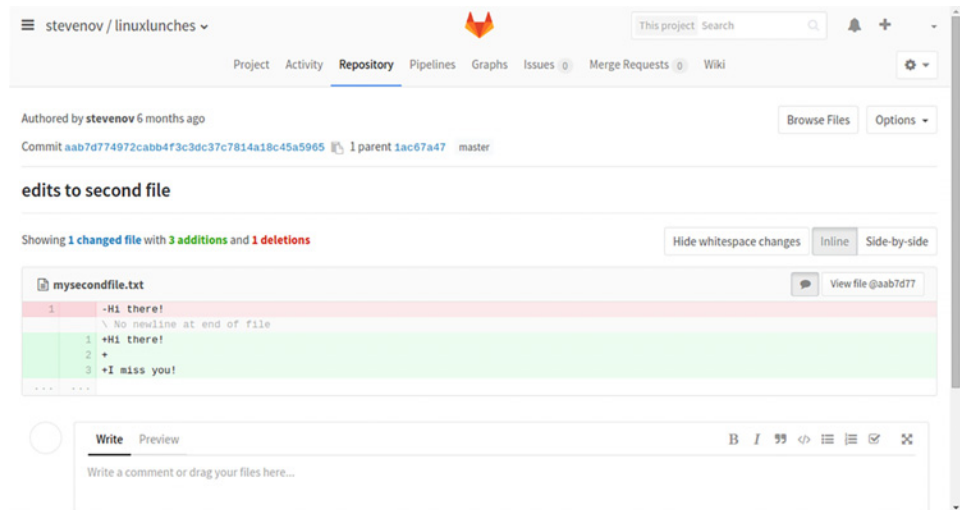 stevenov / linuxlunches
This project Search
Project Activity Repository Pipelines Graphs Issues 0 Merge Requests 0 Wiki
Authored by stevenov 6 months ago
Browse Files Options
Commit aab7d774972cabb4f3c3dc37c7814a18c45a5965 1 parent 1ac67a47 master
edits to second file
Showing 1 changed file with 3 additions and 1 deletions
Hide whitespace changes Inline Side-by-side
mysecondfile.txt
View file @aab7d77
1 -Hi there!
\ No newline at end of file
1 +Hi there!
2 +
3 +I miss you!
... ...
Write Preview
B I
Write a comment or drag your files here...